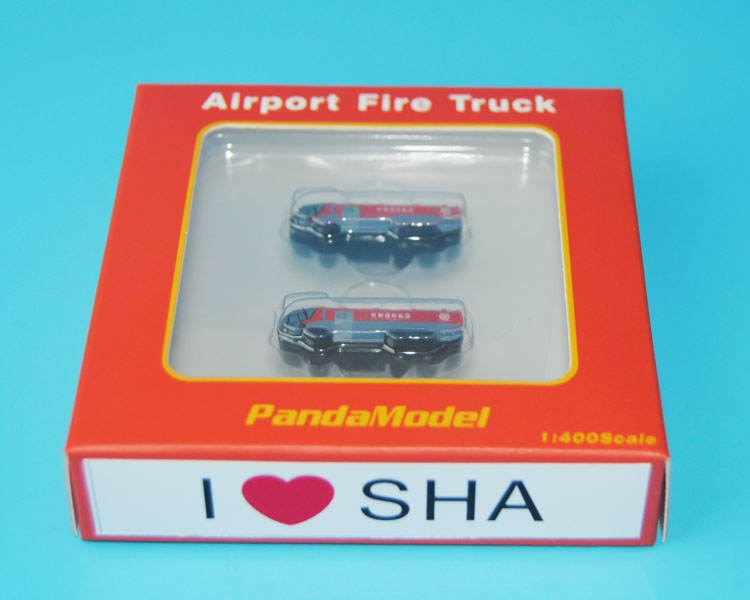 Airport Fire Truck
PandaModel
1:400Scale
I ❤ SHA